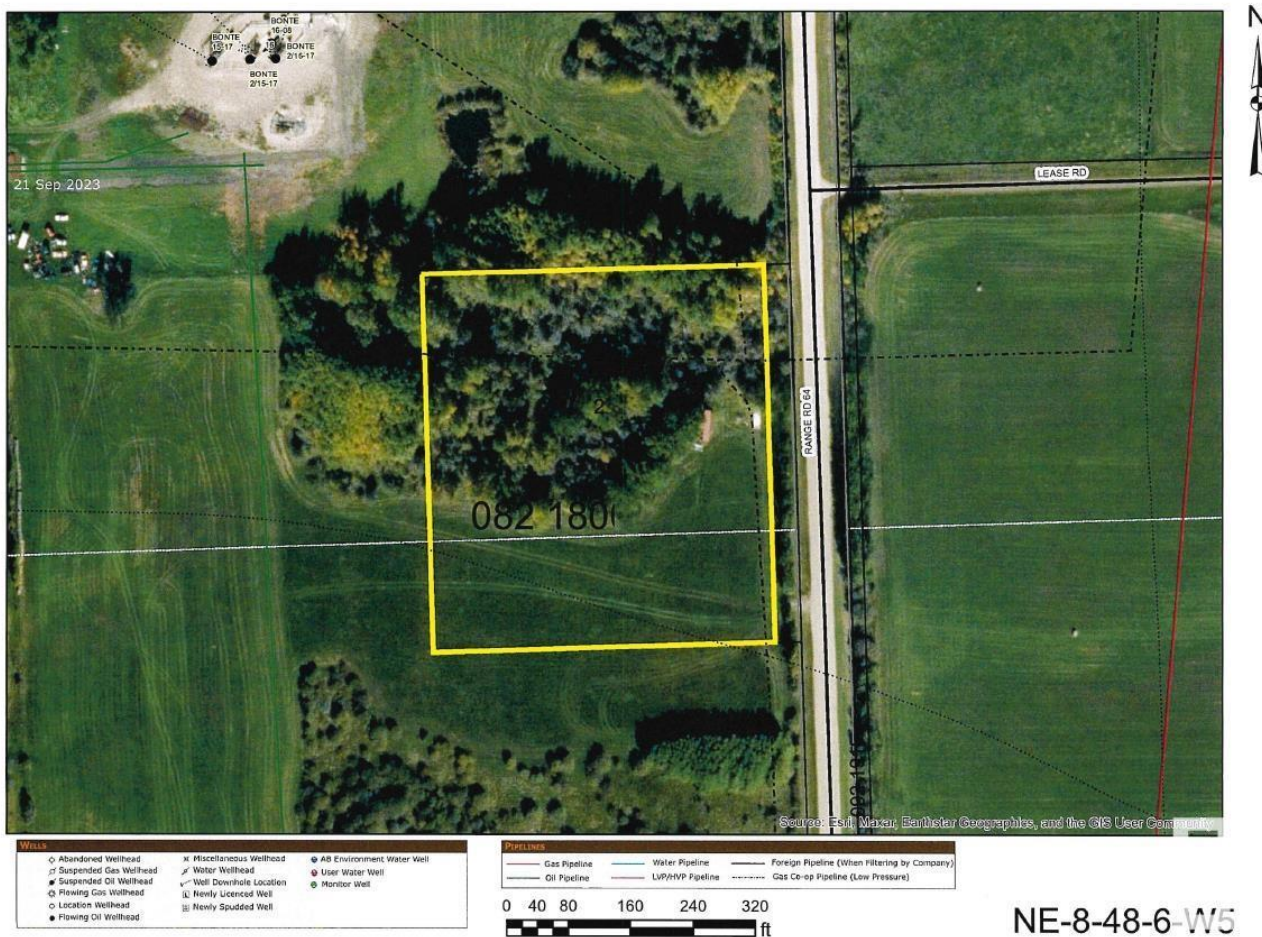 N
BONTE
16-08
BONTE
BONTE
2/16-17
BONTE
2/15-17
21 Sep 2023
LEASE RD
RANGE RD 64
2
082 180
Source: Esri, Maxar, Earthstar Geographics, and the GIS User Community
WELLS
Abandoned Wellhead
Suspended Gas Wellhead
Suspended Oil Wellhead
Flowing Gas Wellhead
Location Wellhead
Flowing Oil Wellhead
Miscellaneous Wellhead
Water Wellhead
Well Downhole Location
Newly Licenced Well
Newly Spudded Well
AB Environment Water Well
User Water Well
Monitor Well
PIPELINES
Gas Pipeline
Oil Pipeline
Water Pipeline
LVP/HVP Pipeline
Foreign Pipeline (When Filtering by Company)
Gas Co-op Pipeline (Low Pressure)
0 40 80 160 240 320
ft
NE-8-48-6-W5